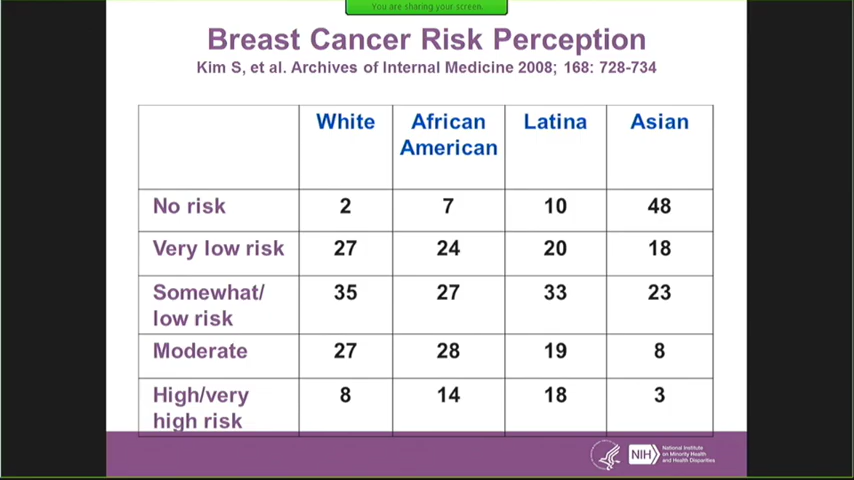 You are sharing your screen.
Breast Cancer Risk Perception
Kim S, et al. Archives of Internal Medicine 2008; 168: 728-734
White African American Latina Asian
No risk 2 7 10 48
Very low risk 27 24 20 18
Somewhat/ low risk 35 27 33 23
Moderate 27 28 19 8
High/very high risk 8 14 18 3
NIH
National Institute
on Minority Health
and Health Disparities